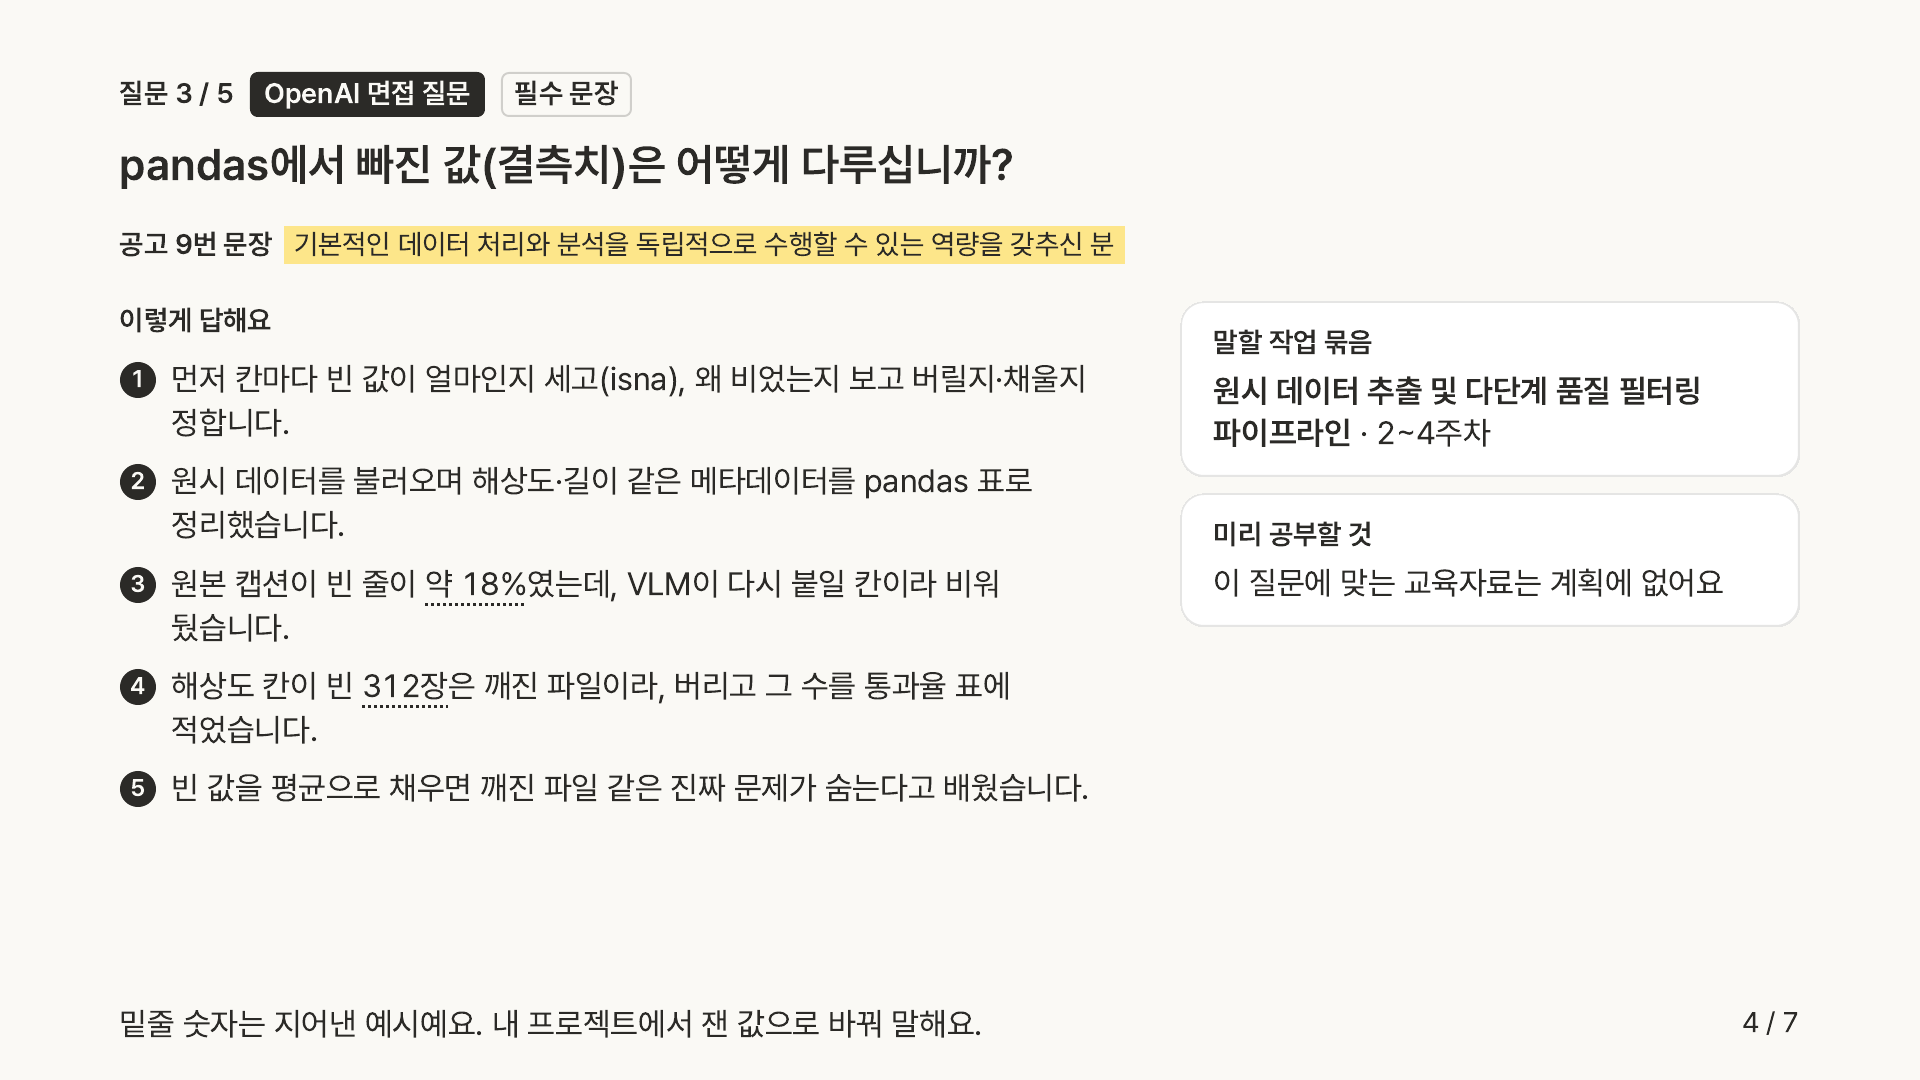 질문 3 / 5 OpenAI 면접 질문 필수 문장
pandas에서 빠진 값(결측치)은 어떻게 다루십니까?
공고 9번 문장 기본적인 데이터 처리와 분석을 독립적으로 수행할 수 있는 역량을 갖추신 분
이렇게 답해요
1 먼저 칸마다 빈 값이 얼마인지 세고(isna), 왜 비었는지 보고 버릴지·채울지
정합니다.
2 원시 데이터를 불러오며 해상도·길이 같은 메타데이터를 pandas 표로
정리했습니다.
3 원본 캡션이 빈 줄이 약 18%였는데, VLM이 다시 붙일 칸이라 비워
뒀습니다.
4 해상도 칸이 빈 312장은 깨진 파일이라, 버리고 그 수를 통과율 표에
적었습니다.
5 빈 값을 평균으로 채우면 깨진 파일 같은 진짜 문제가 숨는다고 배웠습니다.
말할 작업 묶음
원시 데이터 추출 및 다단계 품질 필터링
파이프라인 · 2~4주차
미리 공부할 것
이 질문에 맞는 교육자료는 계획에 없어요
밑줄 숫자는 지어낸 예시예요. 내 프로젝트에서 잰 값으로 바꿔 말해요.
4 / 7